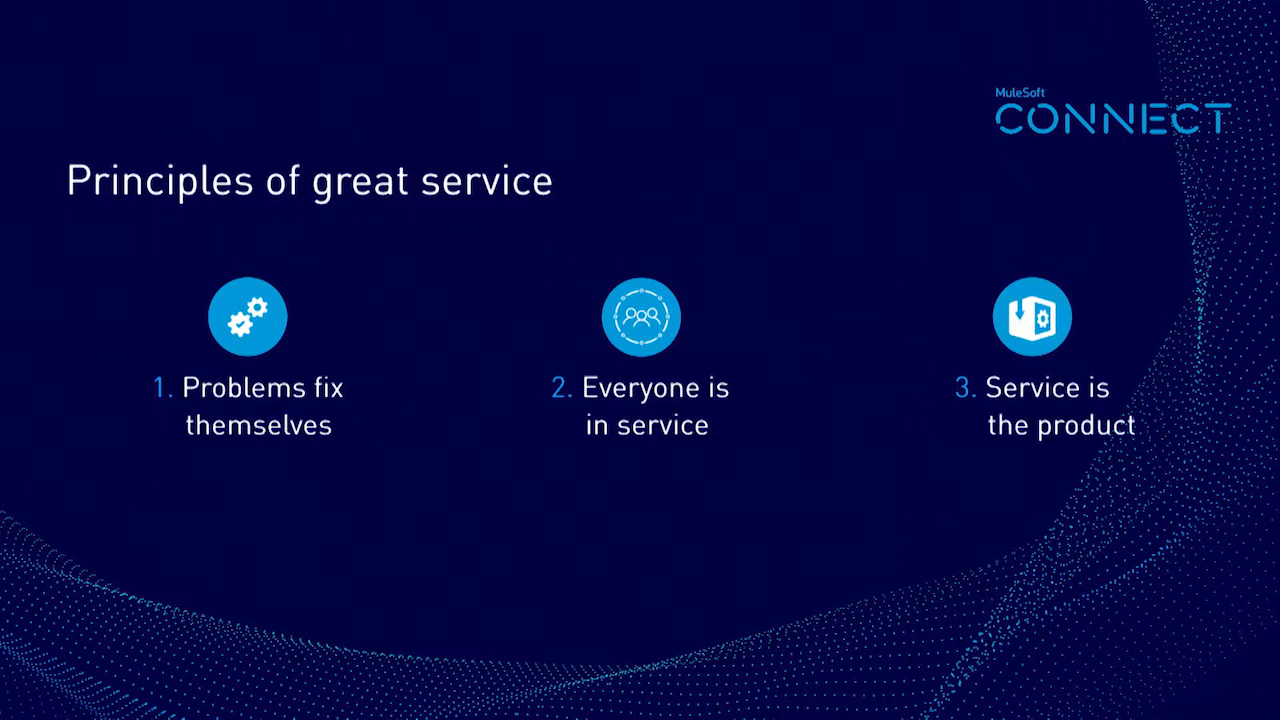 MuleSoft
CONNECT
Principles of great service
1. Problems fix
themselves
2. Everyone is
in service
3. Service is
the product